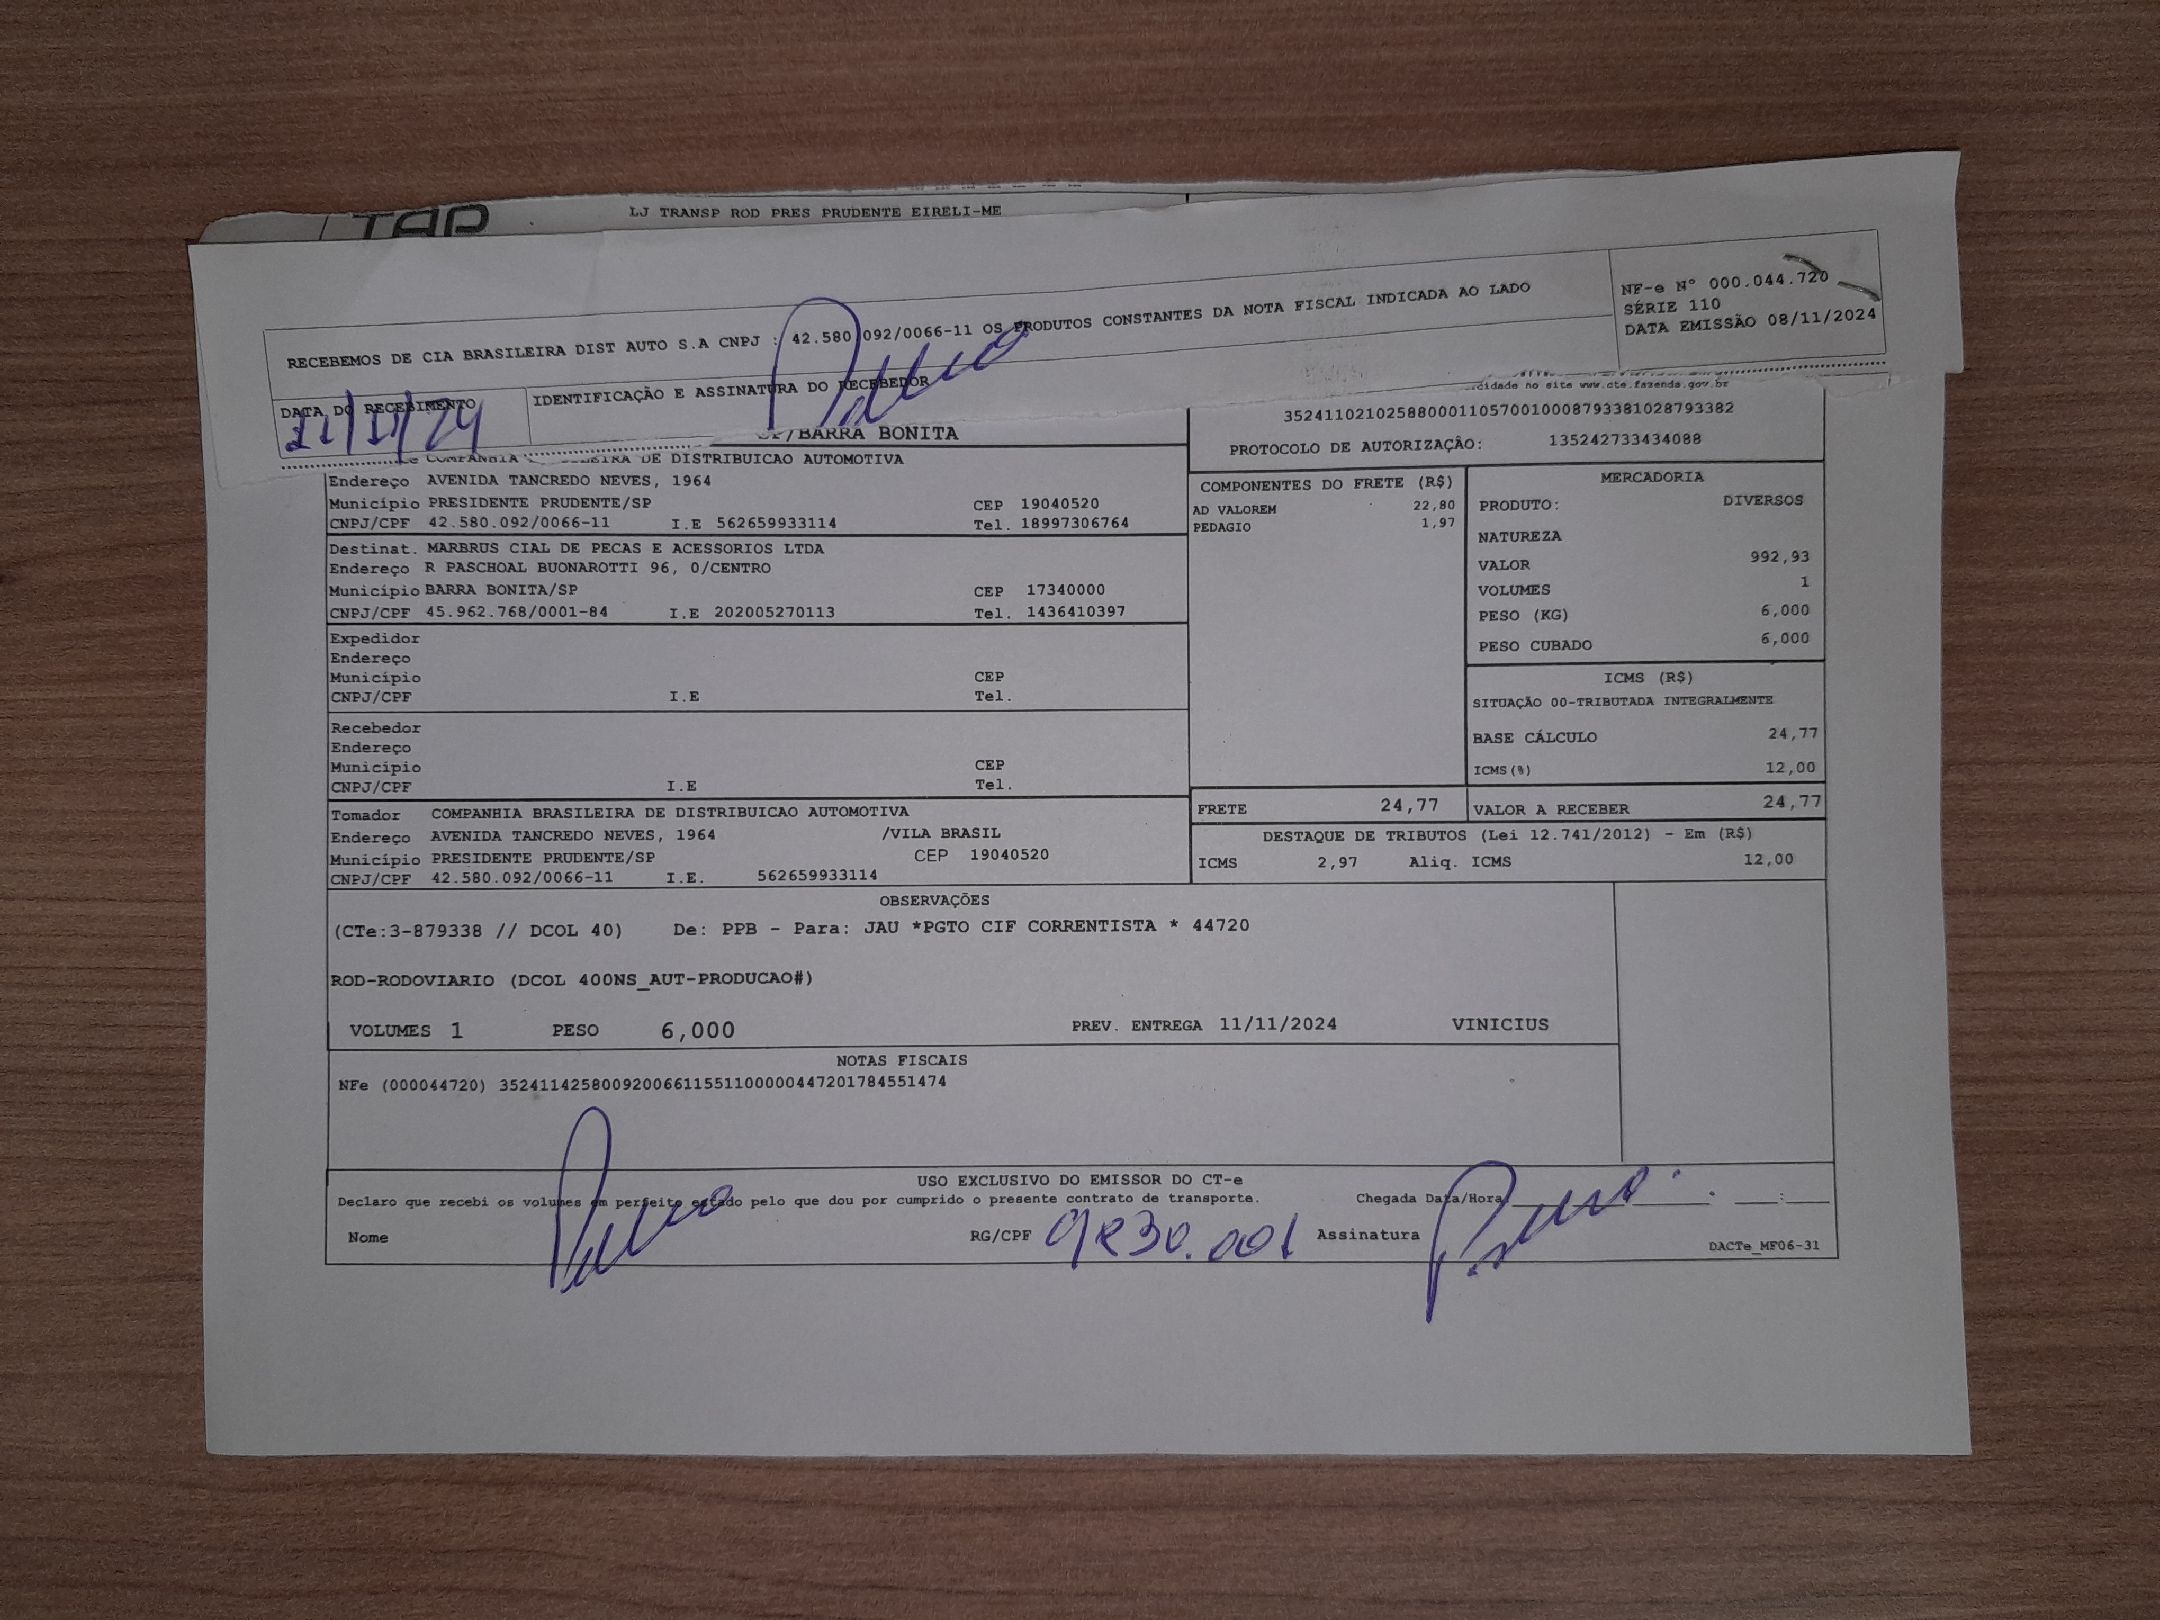 TAP
LJ TRANSP ROD PRES PRUDENTE EIRELI-ME
RECEBEMOS DE CIA BRASILEIRA DIST AUTO S.A CNPJ : 42.580.092/0066-11 OS PRODUTOS CONSTANTES DA NOTA FISCAL INDICADA AO LADO
NF-e Nº 000.044.720
SÉRIE 110
DATA EMISSÃO 08/11/2024
DATA DO RECEBIMENTO
11/11/24
IDENTIFICAÇÃO E ASSINATURA DO RECEBEDOR
SP/BARRA BONITA
cidade no site www.cte.fazenda.gov.br
35241102102588000110570010008793381028793382
PROTOCOLO DE AUTORIZAÇÃO: 135242733434088
COMPANHIA BRASILEIRA DE DISTRIBUICAO AUTOMOTIVA
Endereço AVENIDA TANCREDO NEVES, 1964
Município PRESIDENTE PRUDENTE/SP CEP 19040520
CNPJ/CPF 42.580.092/0066-11 I.E 562659933114 Tel. 18997306764
Destinat. MARBRUS CIAL DE PECAS E ACESSORIOS LTDA
Endereço R PASCHOAL BUONAROTTI 96, 0/CENTRO
Município BARRA BONITA/SP CEP 17340000
CNPJ/CPF 45.962.768/0001-84 I.E 202005270113 Tel. 1436410397
Expedidor
Endereço
Município CEP
CNPJ/CPF I.E Tel.
Recebedor
Endereço
Município CEP
CNPJ/CPF I.E Tel.
Tomador COMPANHIA BRASILEIRA DE DISTRIBUICAO AUTOMOTIVA
Endereço AVENIDA TANCREDO NEVES, 1964 /VILA BRASIL
Município PRESIDENTE PRUDENTE/SP CEP 19040520
CNPJ/CPF 42.580.092/0066-11 I.E. 562659933114
COMPONENTES DO FRETE (R$)
AD VALOREM 22,80
PEDAGIO 1,97
FRETE 24,77
MERCADORIA
PRODUTO: DIVERSOS
NATUREZA
VALOR 992,93
VOLUMES 1
PESO (KG) 6,000
PESO CUBADO 6,000
ICMS (R$)
SITUAÇÃO 00-TRIBUTADA INTEGRALMENTE
BASE CÁLCULO 24,77
ICMS(%) 12,00
VALOR A RECEBER 24,77
DESTAQUE DE TRIBUTOS (Lei 12.741/2012) - Em (R$)
ICMS 2,97 Aliq. ICMS 12,00
OBSERVAÇÕES
(CTe:3-879338 // DCOL 40) De: PPB - Para: JAU *PGTO CIF CORRENTISTA * 44720
ROD-RODOVIARIO (DCOL 400NS_AUT-PRODUCAO#)
VOLUMES 1 PESO 6,000 PREV. ENTREGA 11/11/2024 VINICIUS
NOTAS FISCAIS
NFe (000044720) 35241142580092006611551100000447201784551474
USO EXCLUSIVO DO EMISSOR DO CT-e
Declaro que recebi os volumes em perfeito estado pelo que dou por cumprido o presente contrato de transporte. Chegada Data/Hora
Nome RG/CPF Assinatura
DACTe_MF06-31